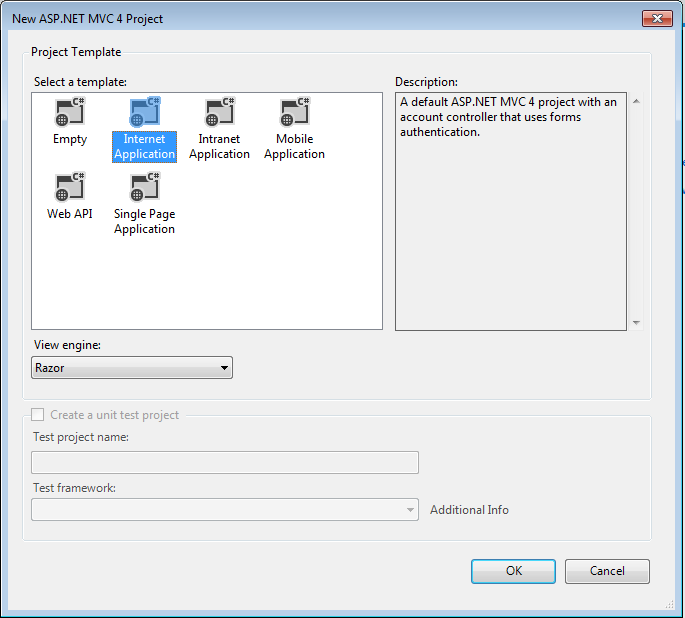 New ASP.NET MVC 4 Project
Project Template
Select a template:
C#
C#
C#
C#
Empty
Internet
Application
Intranet
Application
Mobile
Application
C#
C#
Web API
Single Page
Application
Description:
A default ASP.NET MVC 4 project with an
account controller that uses forms
authentication.
View engine:
Razor
Create a unit test project
Test project name:
Test framework:
Additional Info
OK
Cancel